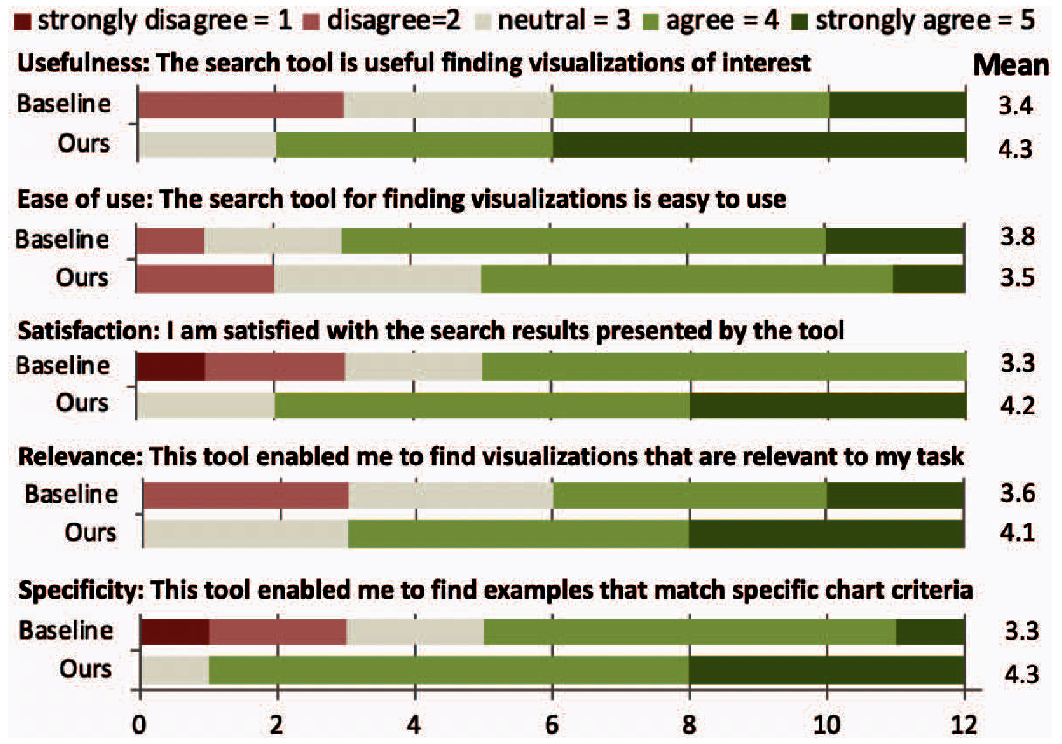 strongly disagree = 1 disagree=2 neutral = 3 agree = 4 strongly agree = 5
Usefulness: The search tool is useful finding visualizations of interest Mean
Baseline 3.4
Ours 4.3
Ease of use: The search tool for finding visualizations is easy to use
Baseline 3.8
Ours 3.5
Satisfaction: I am satisfied with the search results presented by the tool
Baseline 3.3
Ours 4.2
Relevance: This tool enabled me to find visualizations that are relevant to my task
Baseline 3.6
Ours 4.1
Specificity: This tool enabled me to find examples that match specific chart criteria
Baseline 3.3
Ours 4.3
0 2 4 6 8 10 12